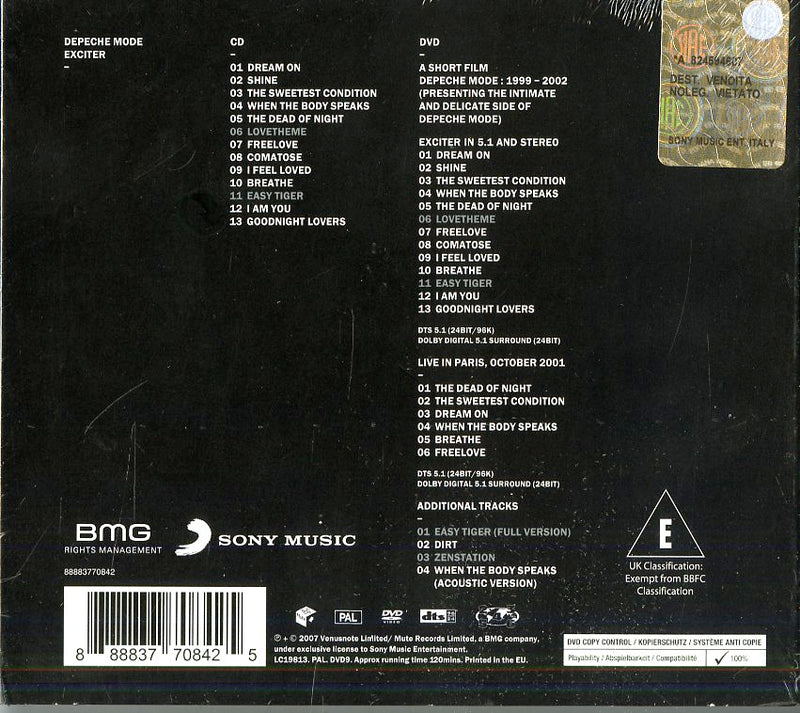 DEPECHE MODE
EXCITER
–
CD
–
01 DREAM ON
02 SHINE
03 THE SWEETEST CONDITION
04 WHEN THE BODY SPEAKS
05 THE DEAD OF NIGHT
06 LOVETHEME
07 FREELOVE
08 COMATOSE
09 I FEEL LOVED
10 BREATHE
11 EASY TIGER
12 I AM YOU
13 GOODNIGHT LOVERS
DVD
–
A SHORT FILM
DEPECHE MODE : 1999 – 2002
(PRESENTING THE INTIMATE
AND DELICATE SIDE OF
DEPECHE MODE)
EXCITER IN 5.1 AND STEREO
01 DREAM ON
02 SHINE
03 THE SWEETEST CONDITION
04 WHEN THE BODY SPEAKS
05 THE DEAD OF NIGHT
06 LOVETHEME
07 FREELOVE
08 COMATOSE
09 I FEEL LOVED
10 BREATHE
11 EASY TIGER
12 I AM YOU
13 GOODNIGHT LOVERS
DTS 5.1 (24BIT/96K)
DOLBY DIGITAL 5.1 SURROUND (24BIT)
LIVE IN PARIS, OCTOBER 2001
–
01 THE DEAD OF NIGHT
02 THE SWEETEST CONDITION
03 DREAM ON
04 WHEN THE BODY SPEAKS
05 BREATHE
06 FREELOVE
DTS 5.1 (24BIT/96K)
DOLBY DIGITAL 5.1 SURROUND (24BIT)
ADDITIONAL TRACKS
–
01 EASY TIGER (FULL VERSION)
02 DIRT
03 ZENSTATION
04 WHEN THE BODY SPEAKS
(ACOUSTIC VERSION)
DEST. VENDITA
NOLEG. VIETATO
SONY MUSIC ENT. ITALY
E
UK Classification:
Exempt from BBFC
Classification
BMG
RIGHTS MANAGEMENT
SONY MUSIC
88883770842
8 88837 70842 5
PAL
DVD
VIDEO
dts
℗ + © 2007 Venusnote Limited/ Mute Records Limited, a BMG company,
under exclusive license to Sony Music Entertainment.
LC19813. PAL. DVD9. Approx running time 120mins. Printed in the EU.
DVD COPY CONTROL / KOPIERSCHUTZ / SYSTÈME ANTI COPIE
Playability / Abspielbarkeit / Compatibilité ✓ 100%